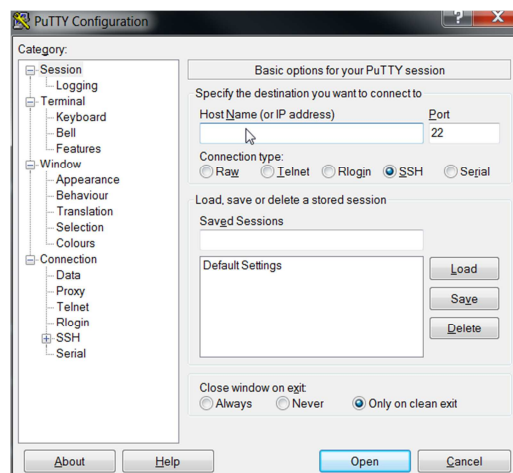 PuTTY Configuration
Category:
Session
Logging
Terminal
Keyboard
Bell
Features
Window
Appearance
Behaviour
Translation
Selection
Colours
Connection
Data
Proxy
Telnet
Rlogin
SSH
Serial
Basic options for your PuTTY session
Specify the destination you want to connect to
Host Name (or IP address) Port
22
Connection type:
Raw Telnet Rlogin SSH Serial
Load, save or delete a stored session
Saved Sessions
Default Settings
Load
Save
Delete
Close window on exit:
Always Never Only on clean exit
About Help Open Cancel